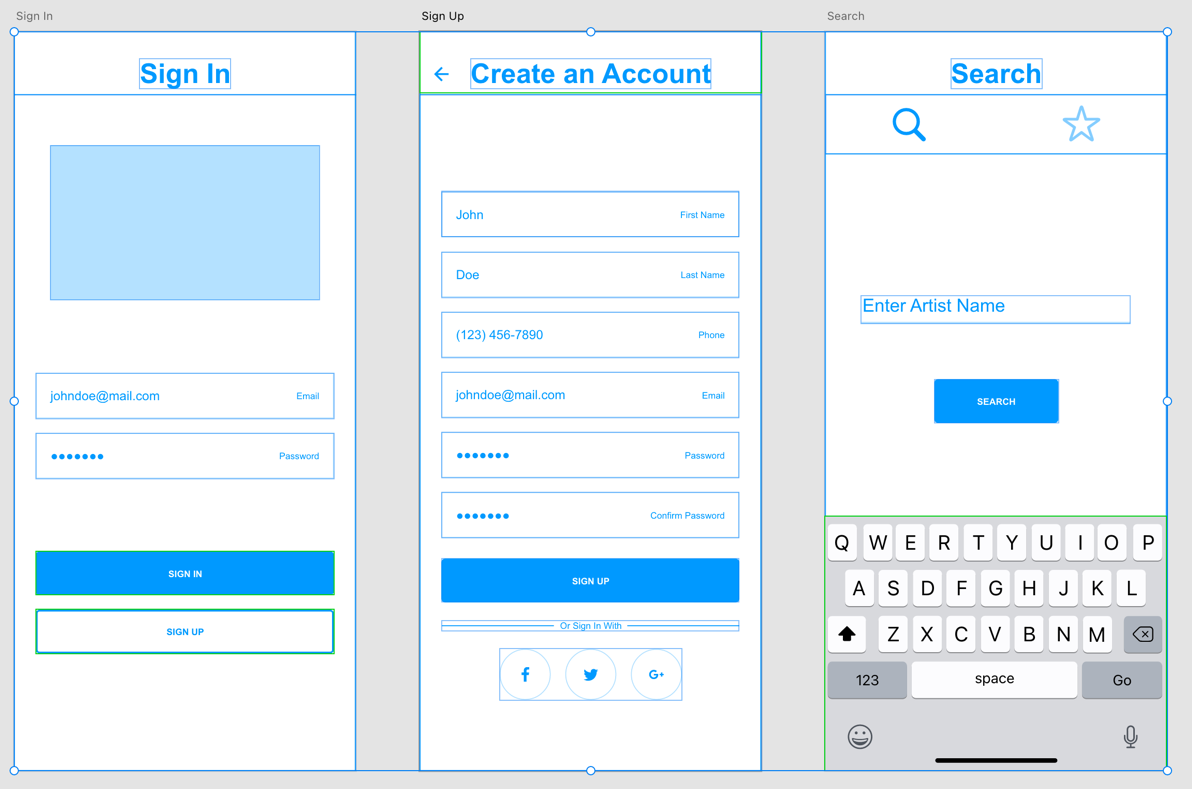 Sign In
Sign In
johndoe@mail.com Email
●●●●●●● Password
SIGN IN
SIGN UP
Sign Up
Create an Account
John First Name
Doe Last Name
(123) 456-7890 Phone
johndoe@mail.com Email
●●●●●●● Password
●●●●●●● Confirm Password
SIGN UP
Or Sign In With
f G+
Search
Search
Enter Artist Name
SEARCH
Q W E R T Y U I O P
A S D F G H J K L
Z X C V B N M
123 space Go